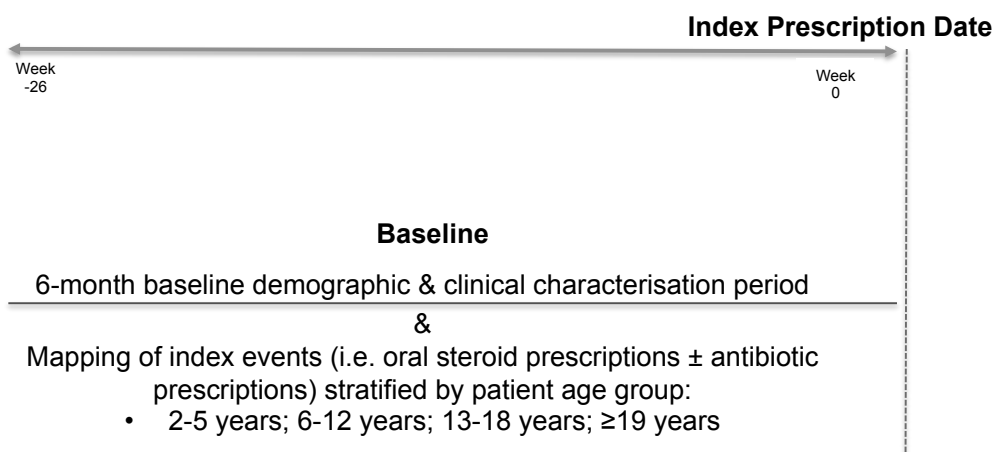 Index Prescription Date
Week
-26
Week
0
Baseline
6-month baseline demographic & clinical characterisation period
&
Mapping of index events (i.e. oral steroid prescriptions ± antibiotic
prescriptions) stratified by patient age group:
• 2-5 years; 6-12 years; 13-18 years; ≥19 years